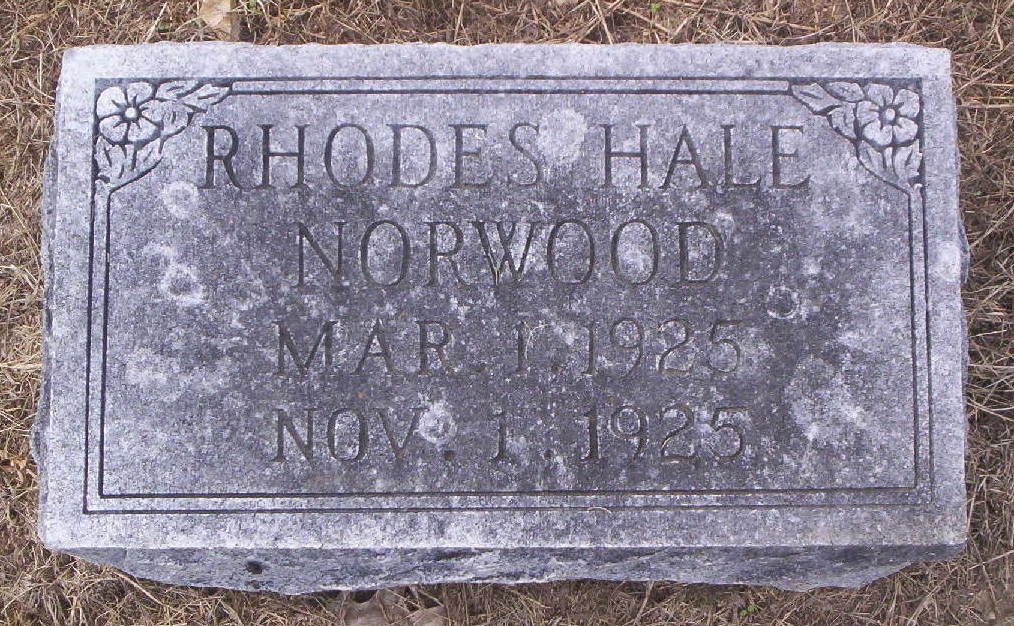 RHODES HALE
NORWOOD
MAR. 1. 1925
NOV. 1. 1925